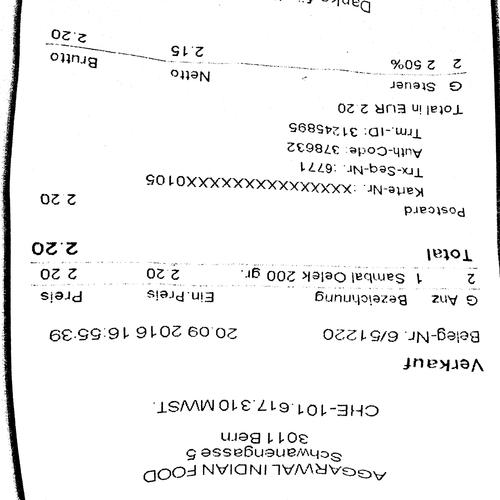 AGGARWAL INDIAN FOOD
Schwanengasse 5
3011 Bern
CHE-101.617.310 MWST.
Verkauf
Beleg-Nr. 6/51220 20.09 2016 16:55:39
G Anz Bezeichnung Ein.Preis Preis
2 1 Sambal Oelek 200 gr. 2 20 2 20
Total 2.20
Postcard 2 20
Karte-Nr. :XXXXXXXXXXXXXXX0105
Trx-Seq-Nr. :6771
Auth-Code: 378632
Trm.-ID: 31245895
Total in EUR 2 20
G Steuer Netto Brutto
2 2 50% 2.15 2.20
Danke